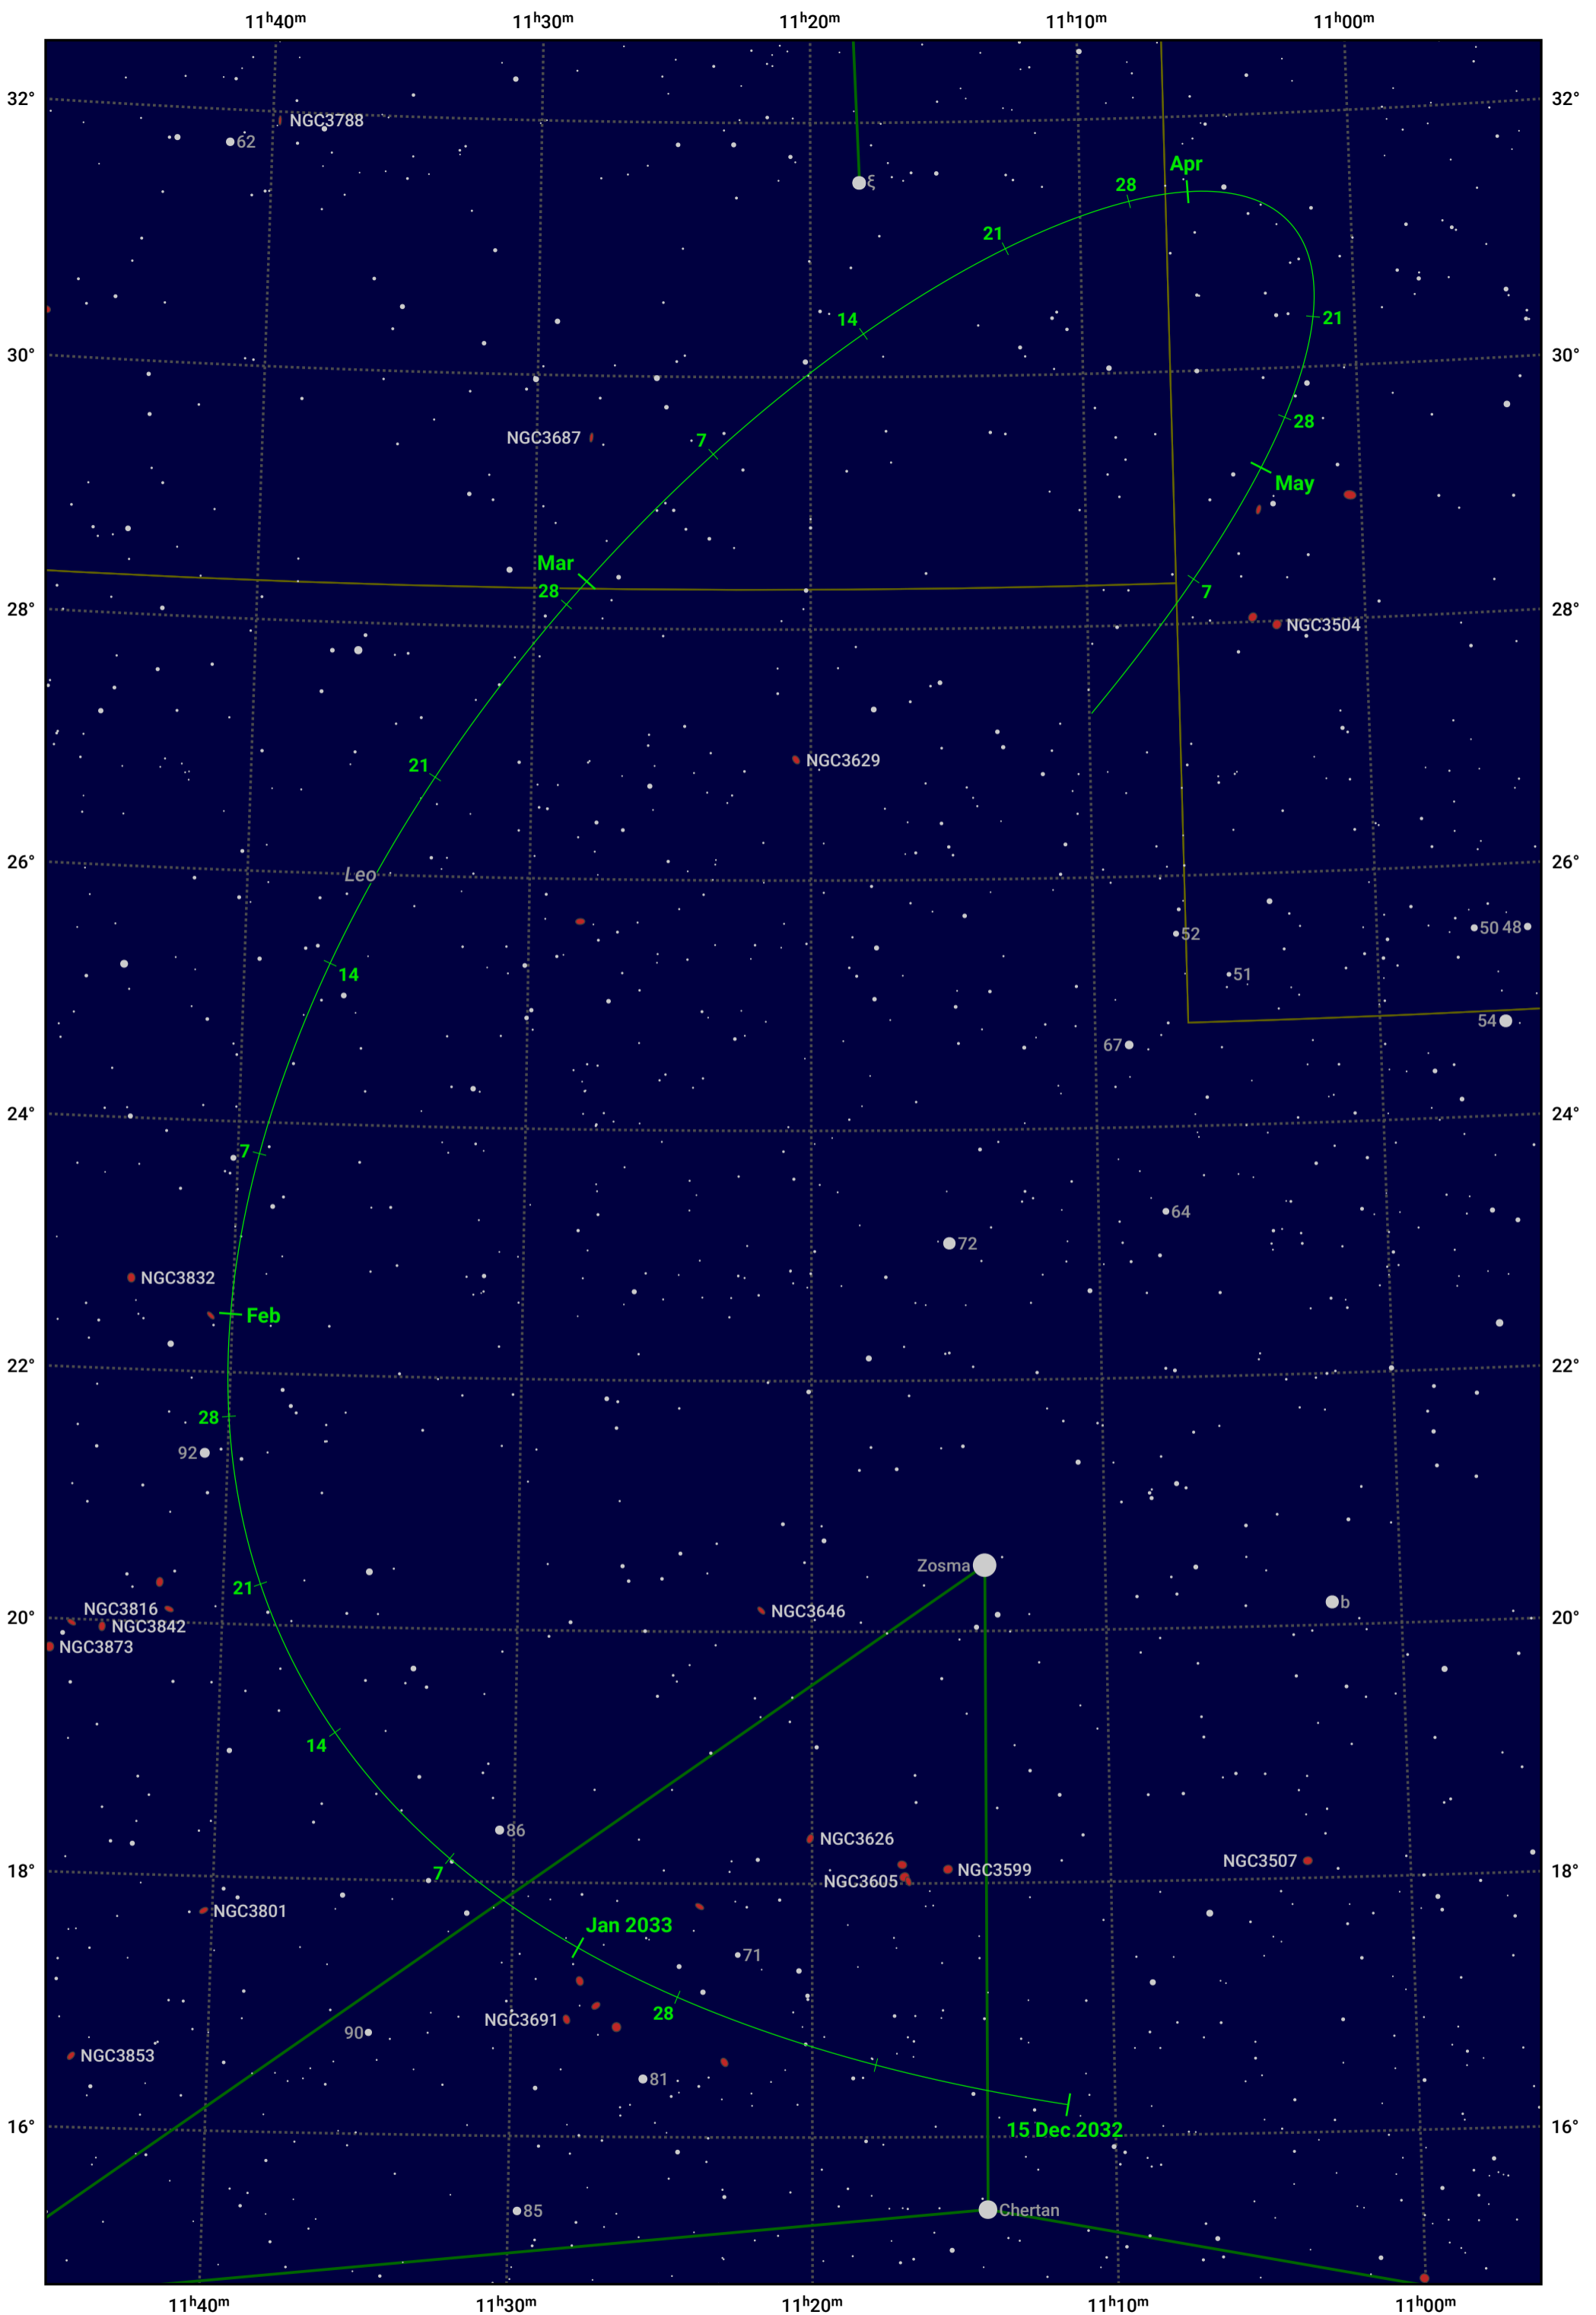 11ʰ40ᵐ 11ʰ30ᵐ 11ʰ20ᵐ 11ʰ10ᵐ 11ʰ00ᵐ
32° 32°
NGC3788
62
Apr
ξ
28
21
14
21
30° 30°
28
7
NGC3687
May
Mar
28
7
28° 28°
NGC3504
21
NGC3629
26° 26°
Leo
50 48
52
14
51
54
67
24° 24°
7
64
72
NGC3832
Feb
22° 22°
28
92
Zosma
21
b
NGC3816
NGC3646
20° 20°
NGC3842
NGC3873
14
86
NGC3626
18° 18°
NGC3507
NGC3599
7
NGC3605
NGC3801
Jan 2033
71
28
NGC3691
90
NGC3853
81
16° 16°
15 Dec 2032
85
Chertan
11ʰ40ᵐ 11ʰ30ᵐ 11ʰ20ᵐ 11ʰ10ᵐ 11ʰ00ᵐ